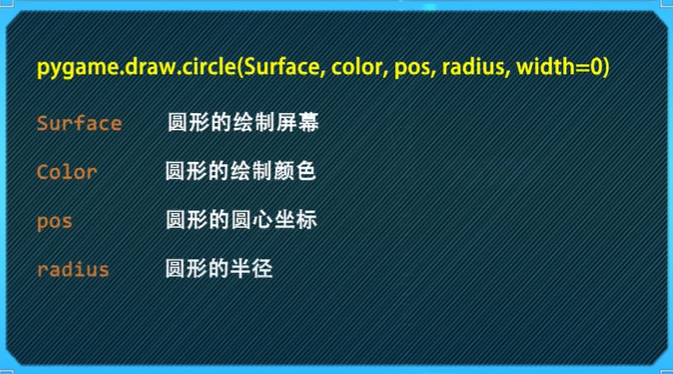 pygame.draw.circle(Surface, color, pos, radius, width=0)
Surface 圆形的绘制屏幕
Color 圆形的绘制颜色
pos 圆形的圆心坐标
radius 圆形的半径